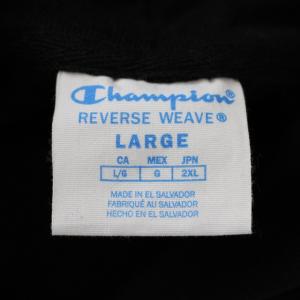 Champion
REVERSE WEAVE®
LARGE
CA MEX JPN
L/G G 2XL
MADE IN EL SALVADOR
FABRIQUÉ AU SALVADOR
HECHO EN EL SALVADOR